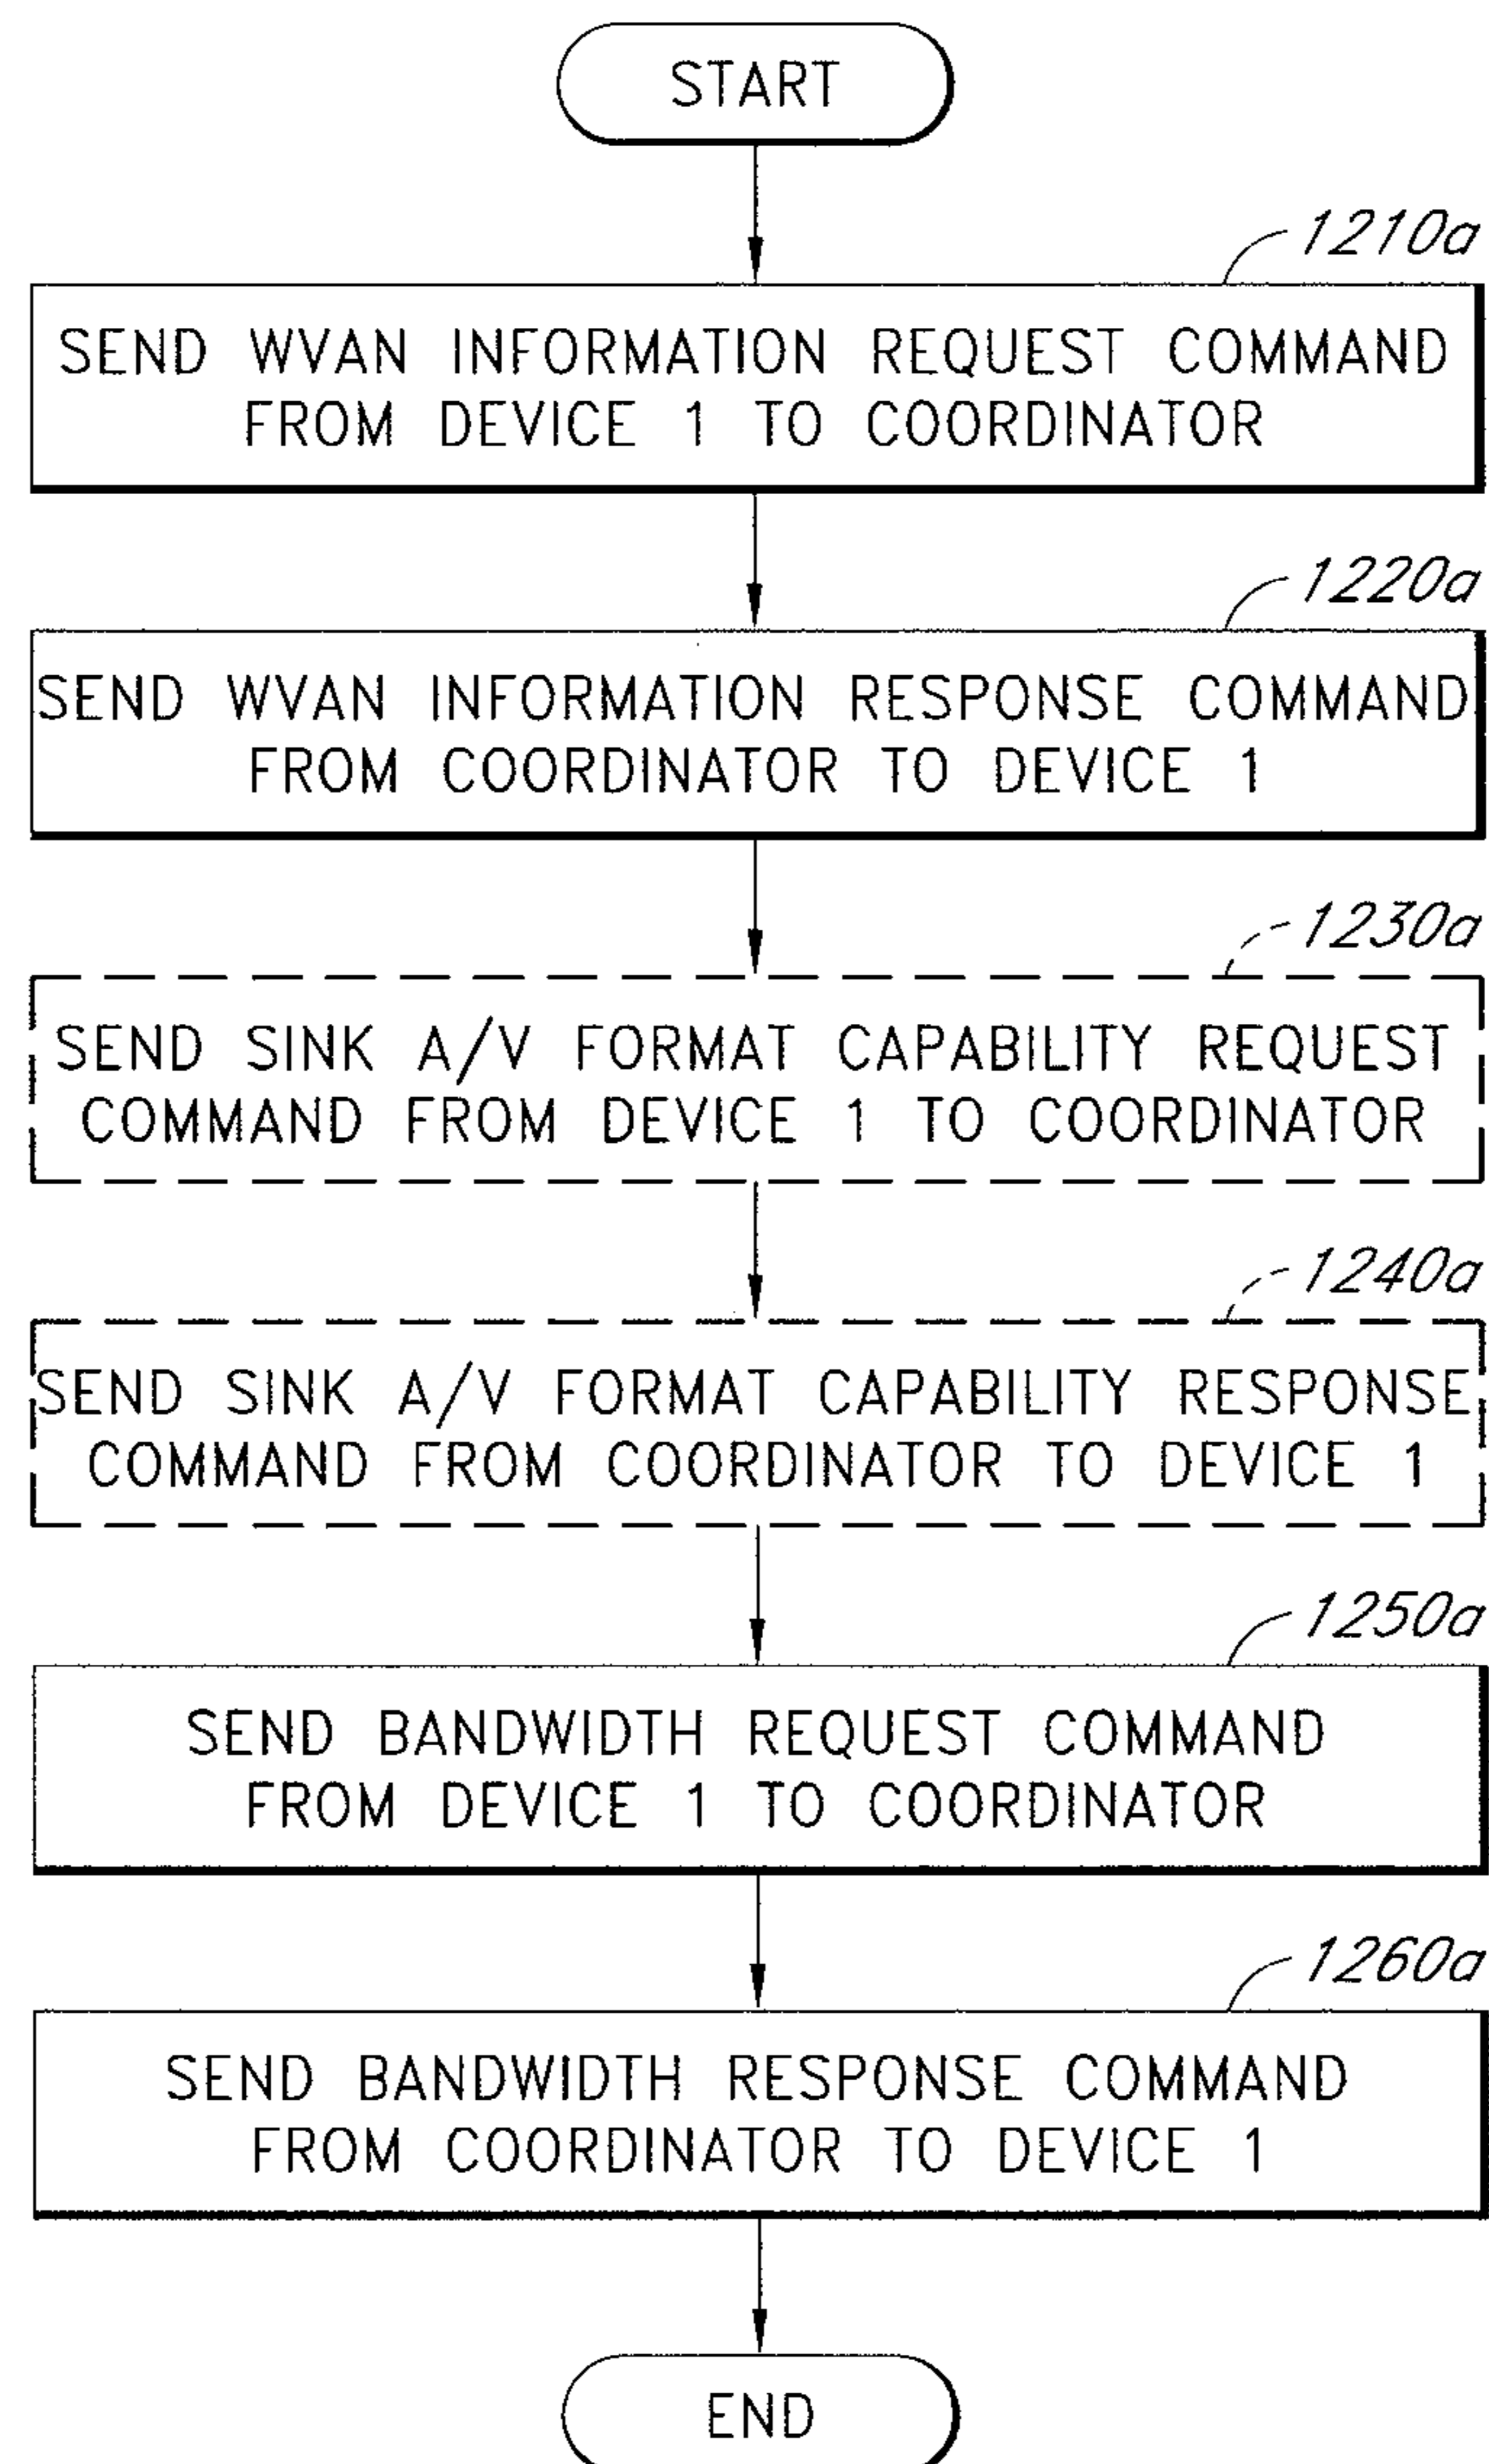 START
1210a
SEND WVAN INFORMATION REQUEST COMMAND
FROM DEVICE 1 TO COORDINATOR
1220a
SEND WVAN INFORMATION RESPONSE COMMAND
FROM COORDINATOR TO DEVICE 1
1230a
SEND SINK A/V FORMAT CAPABILITY REQUEST
COMMAND FROM DEVICE 1 TO COORDINATOR
1240a
SEND SINK A/V FORMAT CAPABILITY RESPONSE
COMMAND FROM COORDINATOR TO DEVICE 1
1250a
SEND BANDWIDTH REQUEST COMMAND
FROM DEVICE 1 TO COORDINATOR
1260a
SEND BANDWIDTH RESPONSE COMMAND
FROM COORDINATOR TO DEVICE 1
END